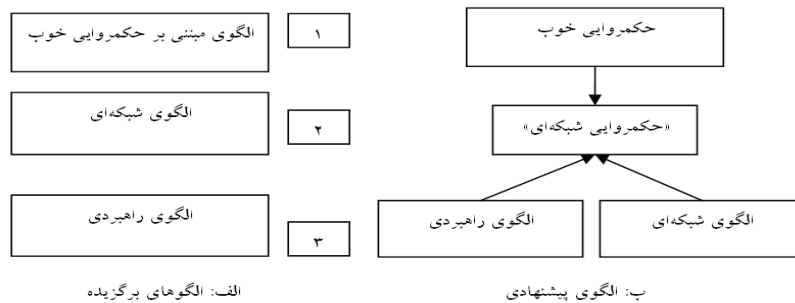 حکمروایی خوب
«حکمروایی شبکه‌ای»
الگوی شبکه‌ای
الگوی راهبردی
ب: الگوی پیشنهادی
۱
الگوی مبتنی بر حکمروایی خوب
۲
الگوی شبکه‌ای
۳
الگوی راهبردی
الف: الگوهای برگزیده